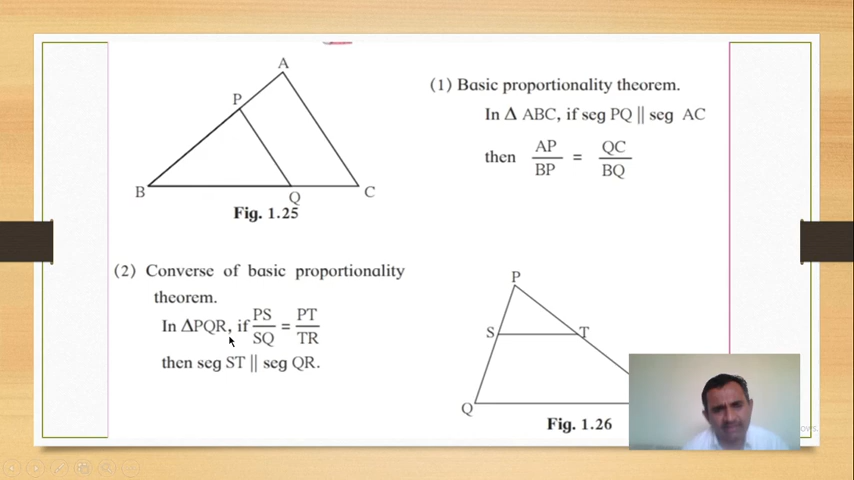 A
P
B
Q
C
Fig. 1.25
(1) Basic proportionality theorem.
In Δ ABC, if seg PQ || seg AC
then AP/BP = QC/BQ
(2) Converse of basic proportionality
theorem.
In ΔPQR, if PS/SQ = PT/TR
then seg ST || seg QR.
P
S
T
Q
Fig. 1.26